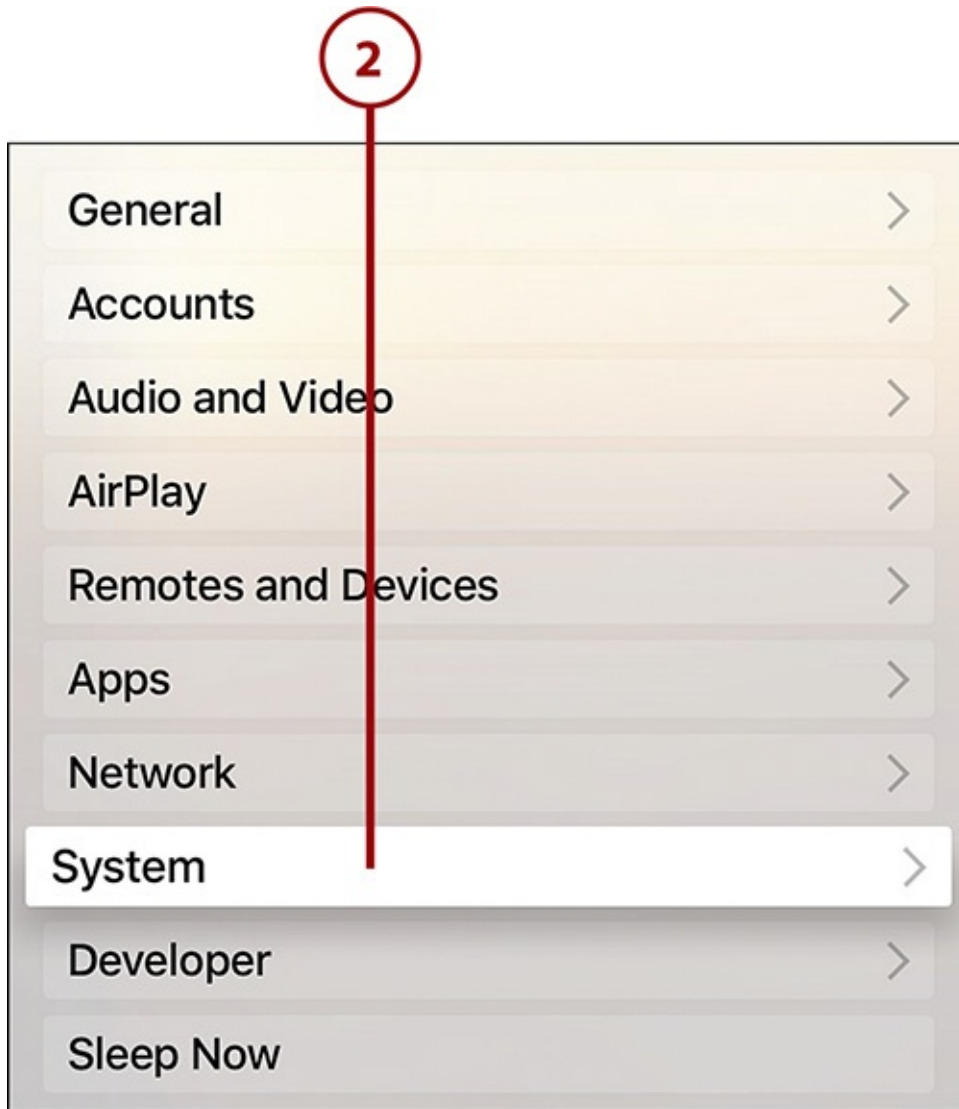 2
General
Accounts
Audio and Video
AirPlay
Remotes and Devices
Apps
Network
System
Developer
Sleep Now